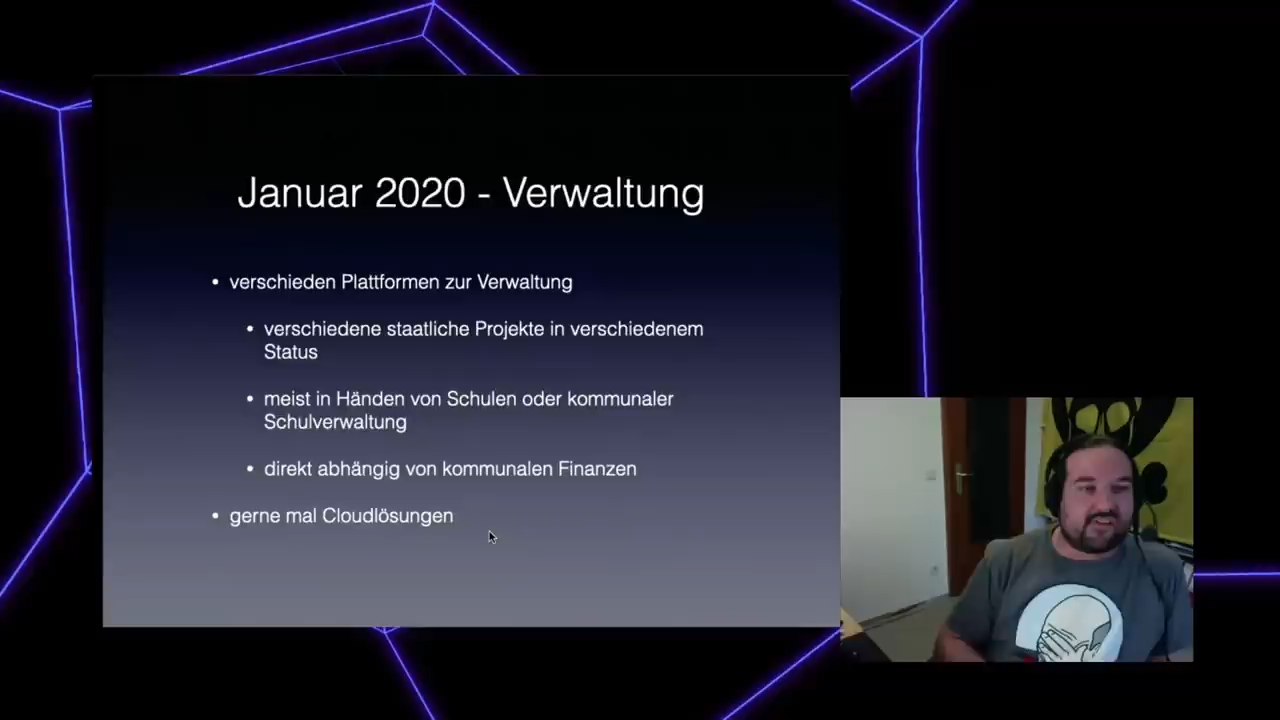 Januar 2020 - Verwaltung
• verschieden Plattformen zur Verwaltung
• verschiedene staatliche Projekte in verschiedenem
Status
• meist in Händen von Schulen oder kommunaler
Schulverwaltung
• direkt abhängig von kommunalen Finanzen
• gerne mal Cloudlösungen